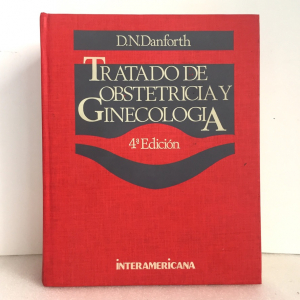 D.N.Danforth
TRATADO DE
OBSTETRICIA Y
GINECOLOGIA
4ª Edición
INTERAMERICANA